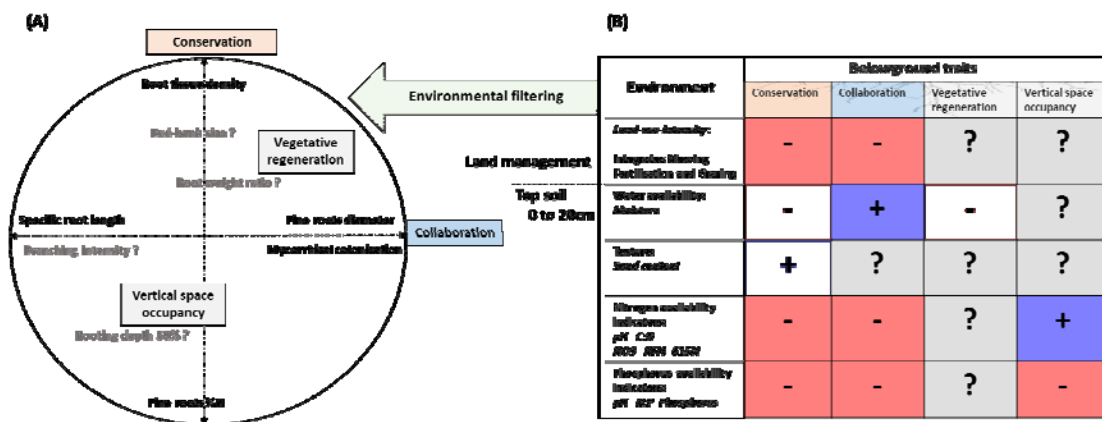 (A)
Conservation
Root tissue density
Bud-bank size ?
Vegetative
regeneration
Root weight ratio ?
Specific root length
Fine roots diameter
Branching intensity ?
Mycorrhizal colonization
Collaboration
Vertical space
occupancy
Rooting depth 50% ?
Fine roots %N
Environmental filtering
Land management
Top soil
0 to 20cm
(B)
Environment
Belowground traits
Conservation
Collaboration
Vegetative
regeneration
Vertical space
occupancy
Land-use intensity:
Integrates Mowing
Fertilisation and Grazing
- - ? ?
Water availability:
Moisture
- + - ?
Texture:
Sand content
+ ? ? ?
Nitrogen availability
indicators:
pH C:N
- - ? +
Phosphorus availability
indicators:
pH Phosphorus
- - ? -